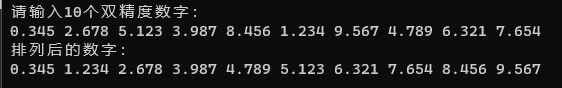 请输入10个双精度数字:
0.345 2.678 5.123 3.987 8.456 1.234 9.567 4.789 6.321 7.654
排列后的数字:
0.345 1.234 2.678 3.987 4.789 5.123 6.321 7.654 8.456 9.567